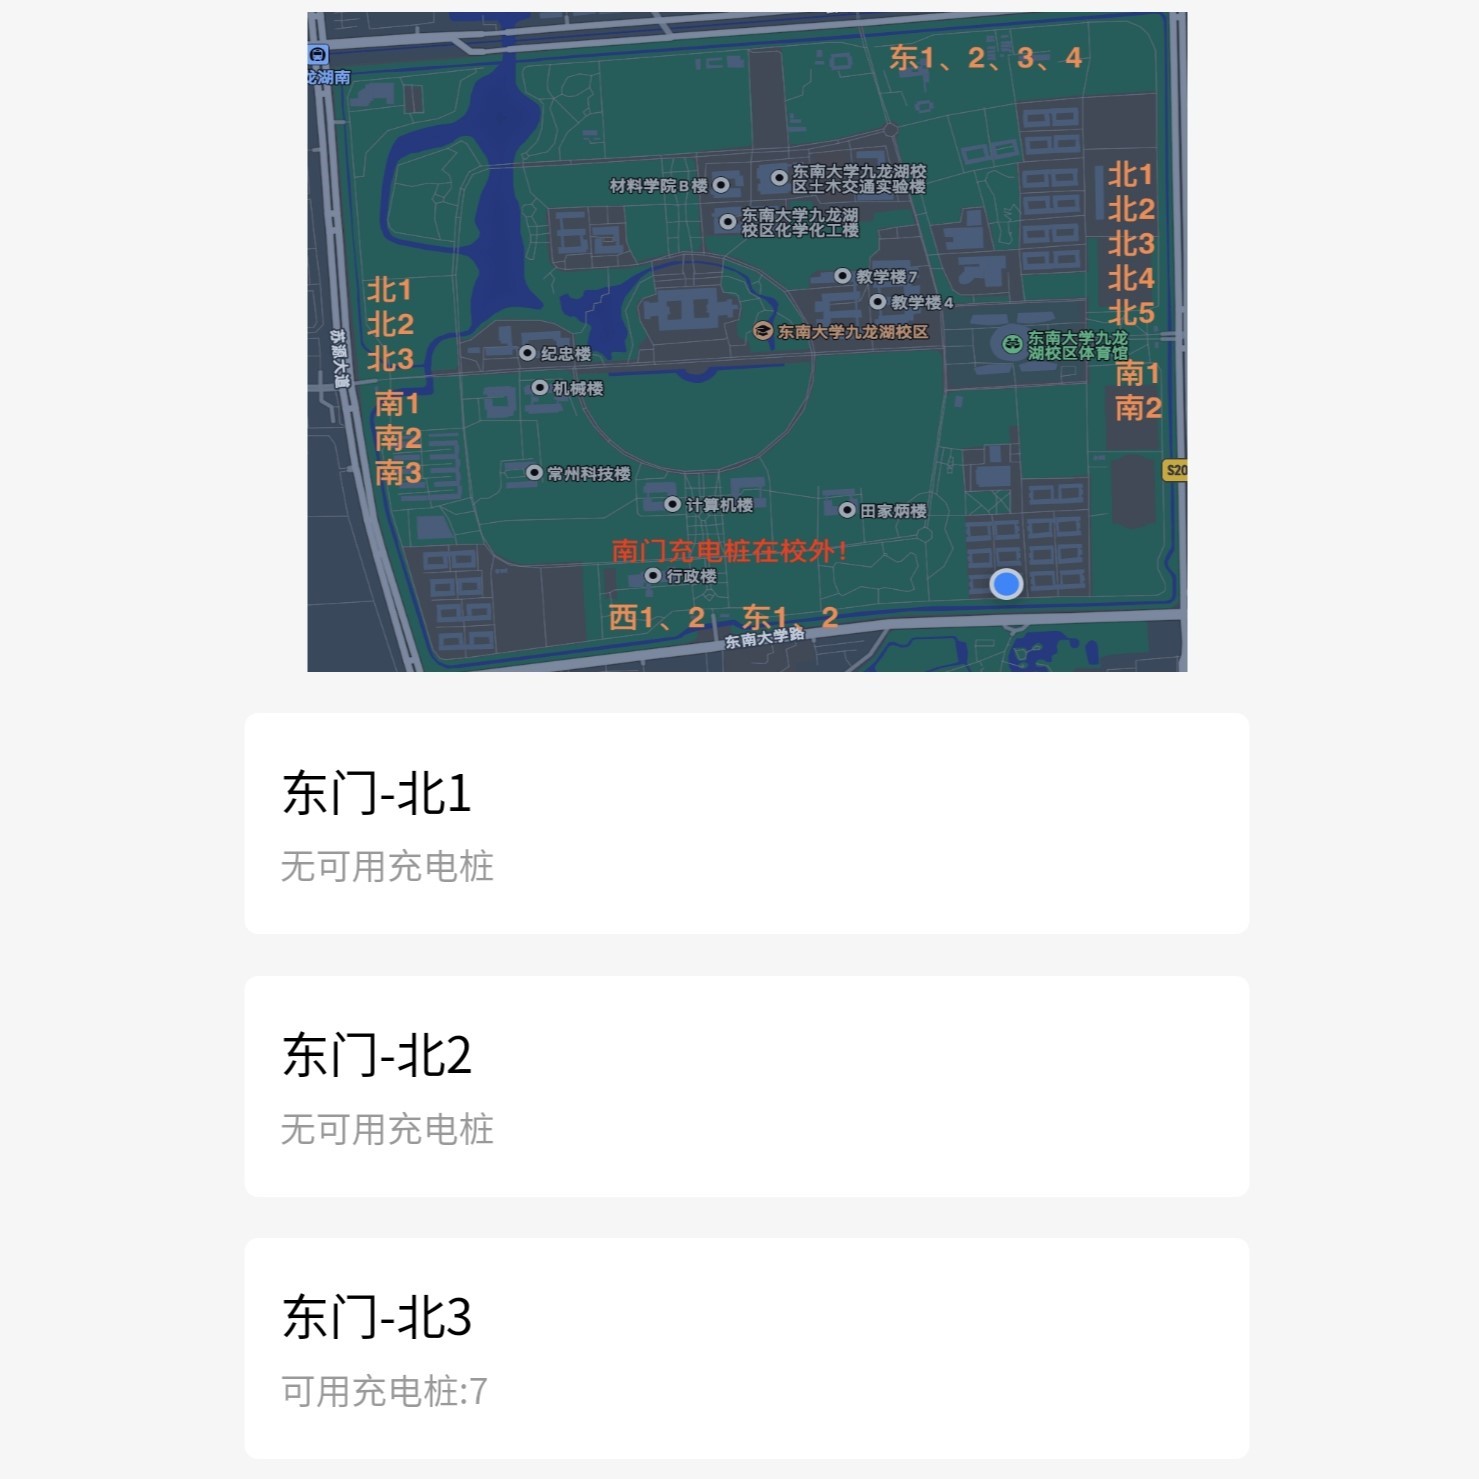 东1、2、3、4
龙湖南
东南大学九龙湖校
区土木交通实验楼
材料学院B楼
东南大学九龙湖
校区化学化工楼
北1
北2
北3
北4
北5
教学楼7
教学楼4
东南大学九龙湖校区
东南大学九龙
湖校区体育馆
南1
南2
北1
北2
北3
苏源大道
纪忠楼
机械楼
南1
南2
南3
常州科技楼
计算机楼
田家炳楼
S20
南门充电桩在校外!
行政楼
西1、2 东1、2
东南大学路
东门-北1
无可用充电桩
东门-北2
无可用充电桩
东门-北3
可用充电桩:7